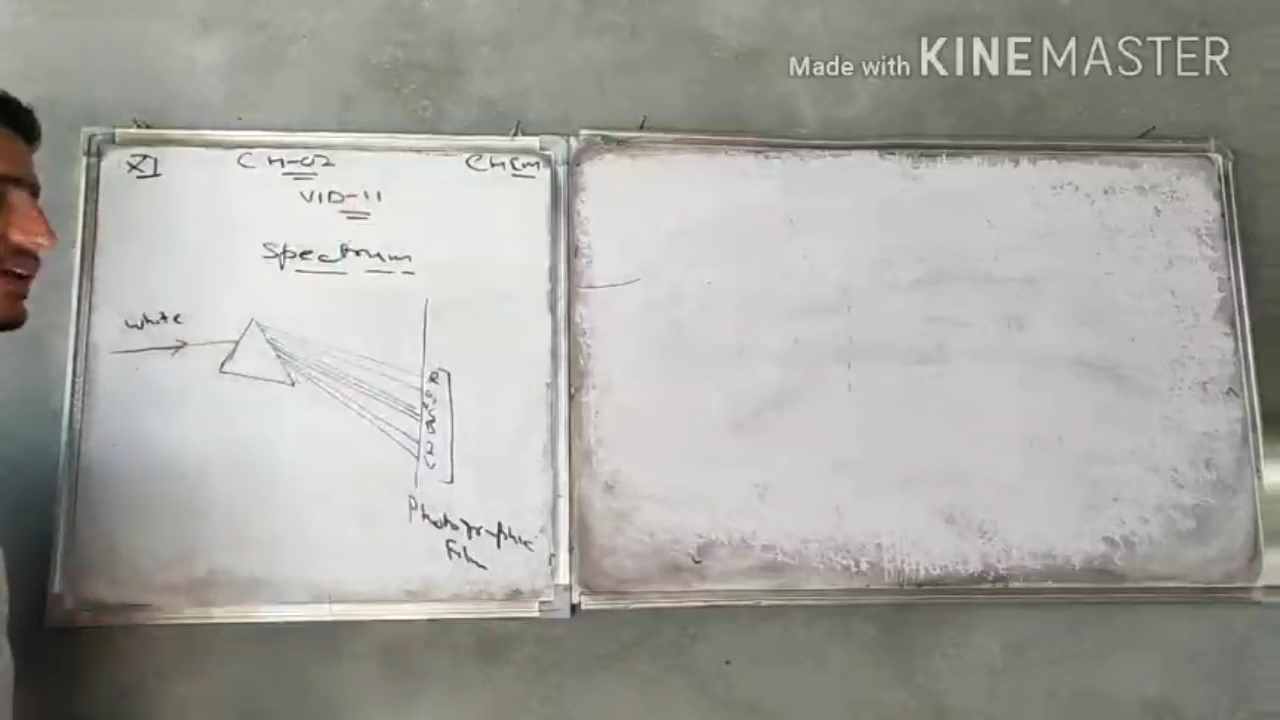 Made with KINEMASTER
XI CH-02 CHEM
VID-11
Spectrum
white
R
Photographic
Film